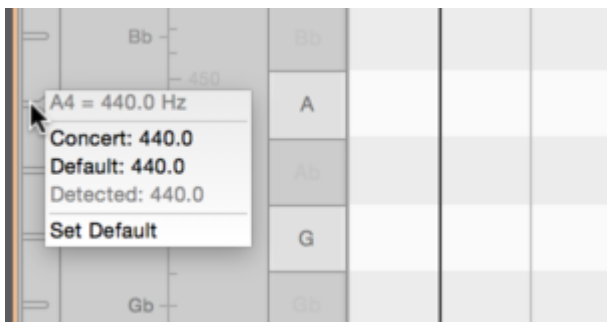 Bb
Bb
450
A4 = 440.0 Hz
A
Concert: 440.0
Default: 440.0
Ab
Detected: 440.0
Set Default
G
Gb
Gb